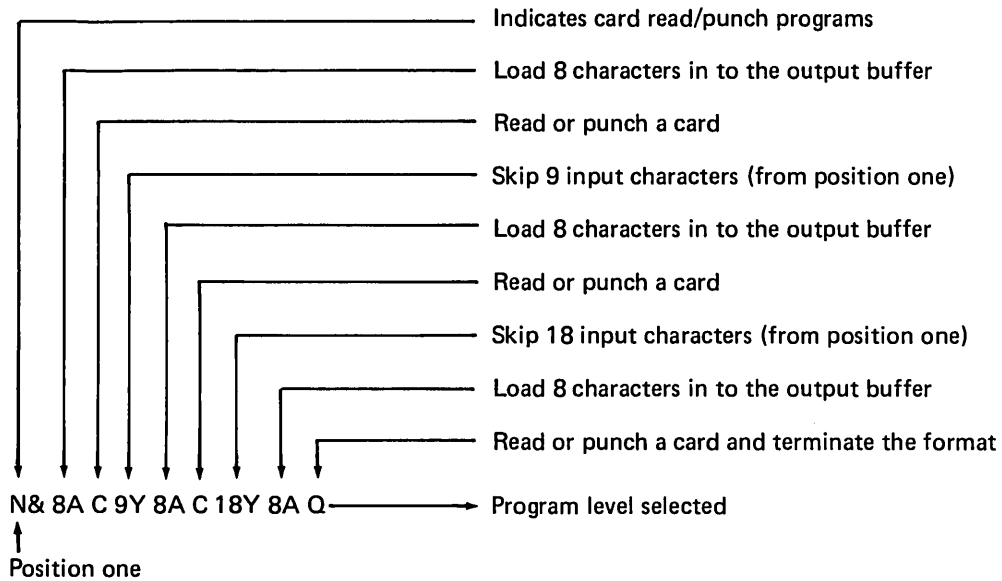 Indicates card read/punch programs
Load 8 characters in to the output buffer
Read or punch a card
Skip 9 input characters (from position one)
Load 8 characters in to the output buffer
Read or punch a card
Skip 18 input characters (from position one)
Load 8 characters in to the output buffer
Read or punch a card and terminate the format
N& 8A C 9Y 8A C 18Y 8A Q
Program level selected
Position one